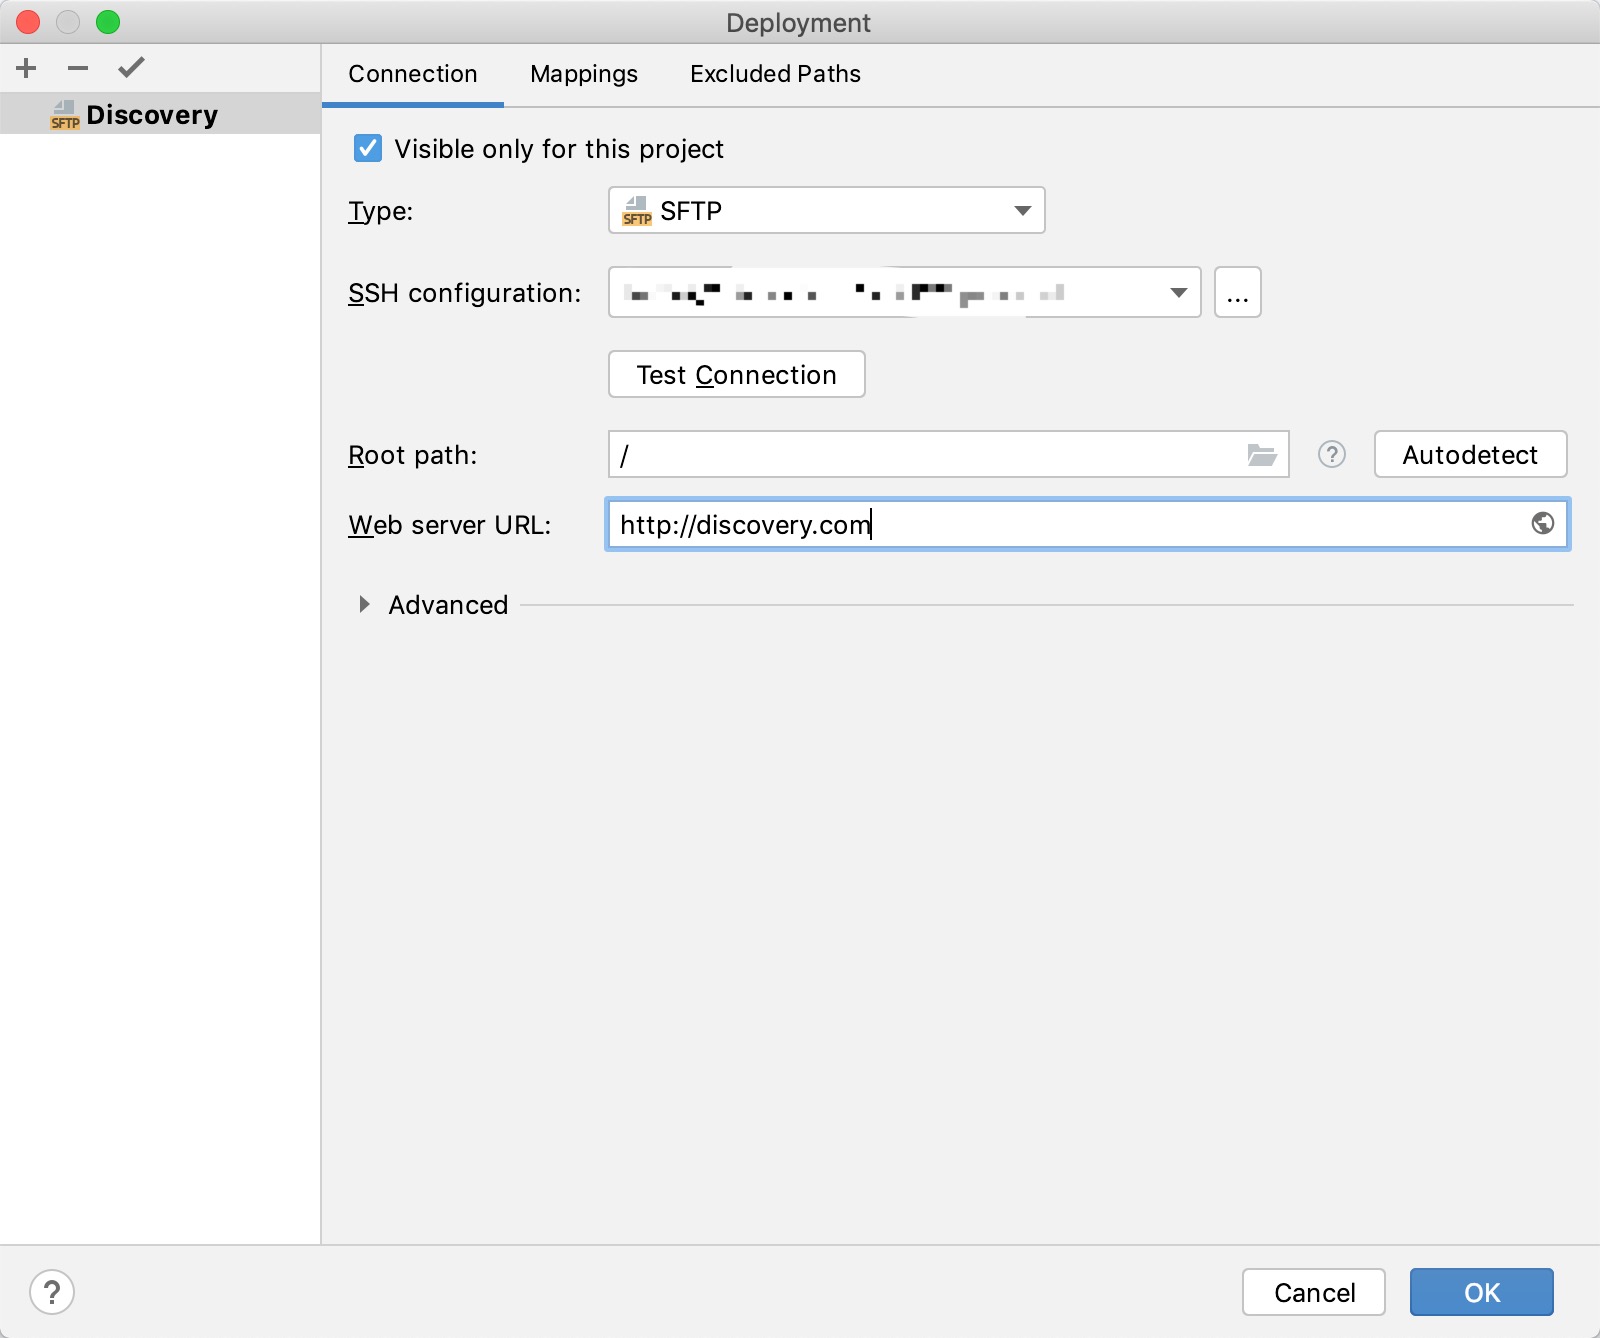 Deployment
Connection Mappings Excluded Paths
SFTP Discovery
Visible only for this project
Type: SFTP SFTP
SSH configuration: ...
Test Connection
Root path: / ? Autodetect
Web server URL: http://discovery.com
Advanced
? Cancel OK